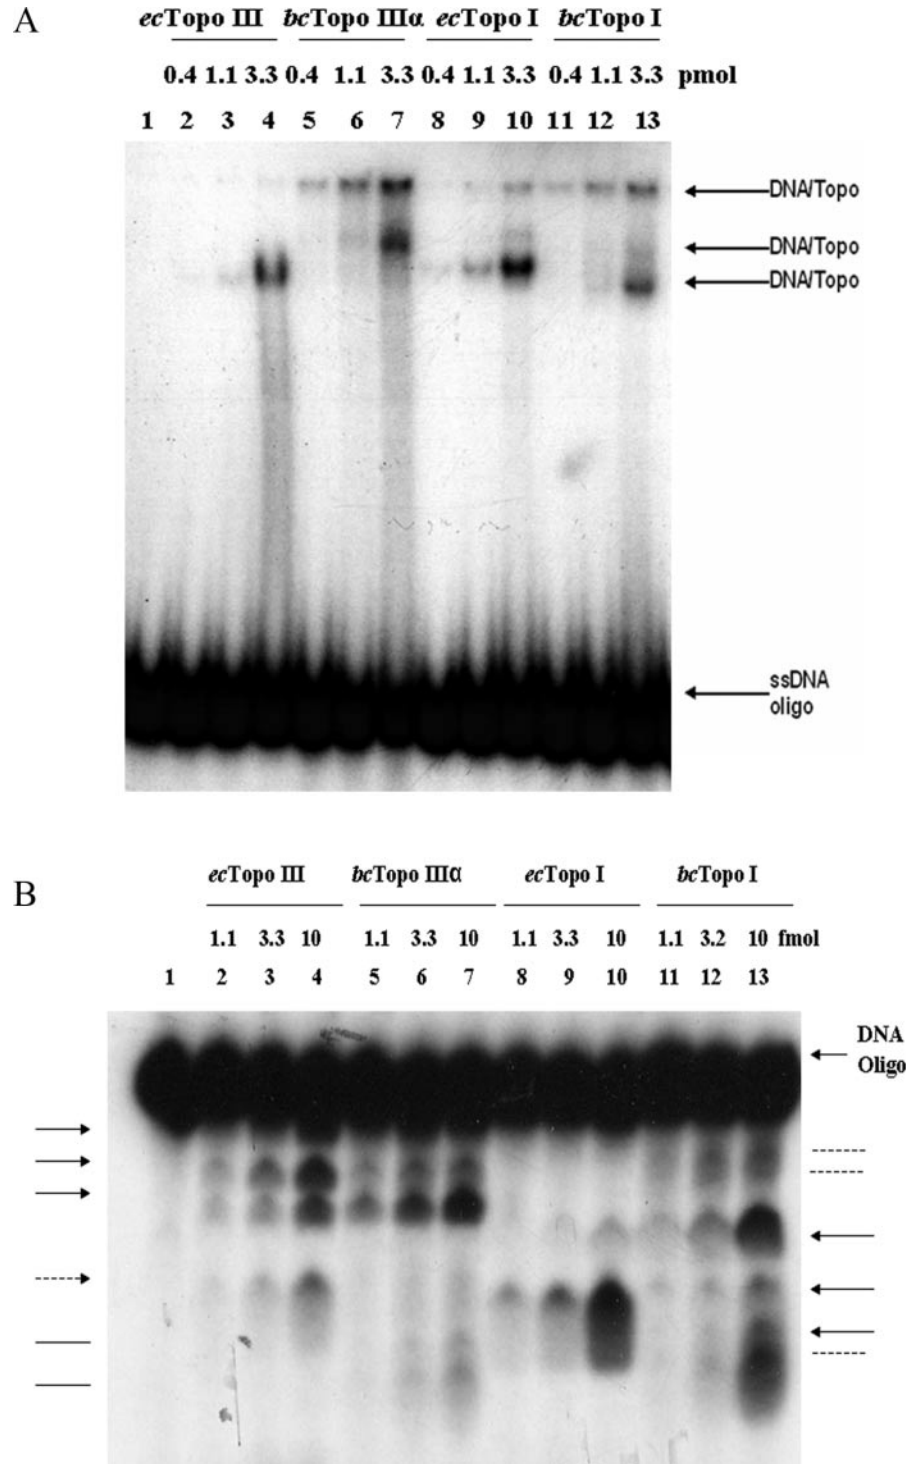 A
ecTopo III bcTopo IIIα ecTopo I bcTopo I
0.4 1.1 3.3 0.4 1.1 3.3 0.4 1.1 3.3 0.4 1.1 3.3 pmol
1 2 3 4 5 6 7 8 9 10 11 12 13
DNA/Topo
DNA/Topo
DNA/Topo
ssDNA
oligo
B
ecTopo III bcTopo IIIα ecTopo I bcTopo I
1.1 3.3 10 1.1 3.3 10 1.1 3.3 10 1.1 3.2 10 fmol
1 2 3 4 5 6 7 8 9 10 11 12 13
DNA
Oligo